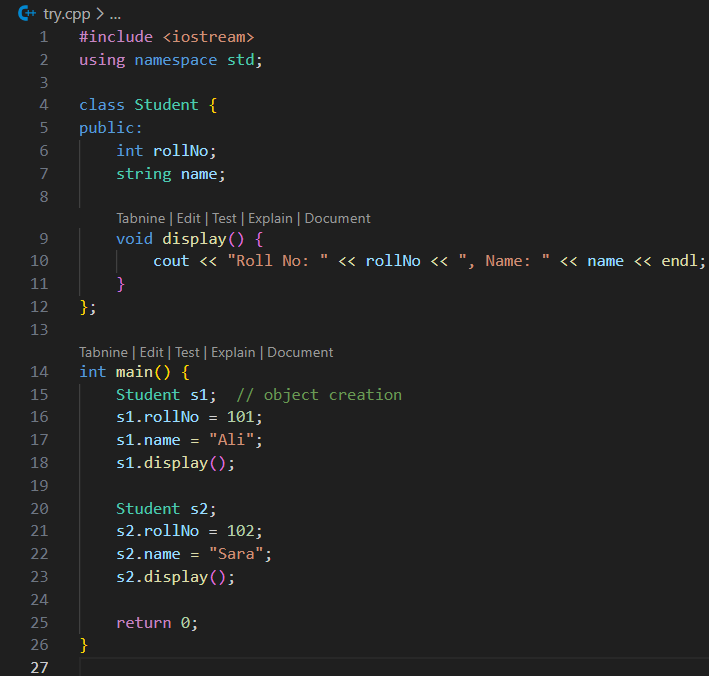 try.cpp > ...
1 #include <iostream>
2 using namespace std;
3
4 class Student {
5 public:
6     int rollNo;
7     string name;
8
Tabnine | Edit | Test | Explain | Document
9     void display() {
10         cout << "Roll No: " << rollNo << ", Name: " << name << endl;
11     }
12 };
13
Tabnine | Edit | Test | Explain | Document
14 int main() {
15     Student s1;  // object creation
16     s1.rollNo = 101;
17     s1.name = "Ali";
18     s1.display();
19
20     Student s2;
21     s2.rollNo = 102;
22     s2.name = "Sara";
23     s2.display();
24
25     return 0;
26 }
27